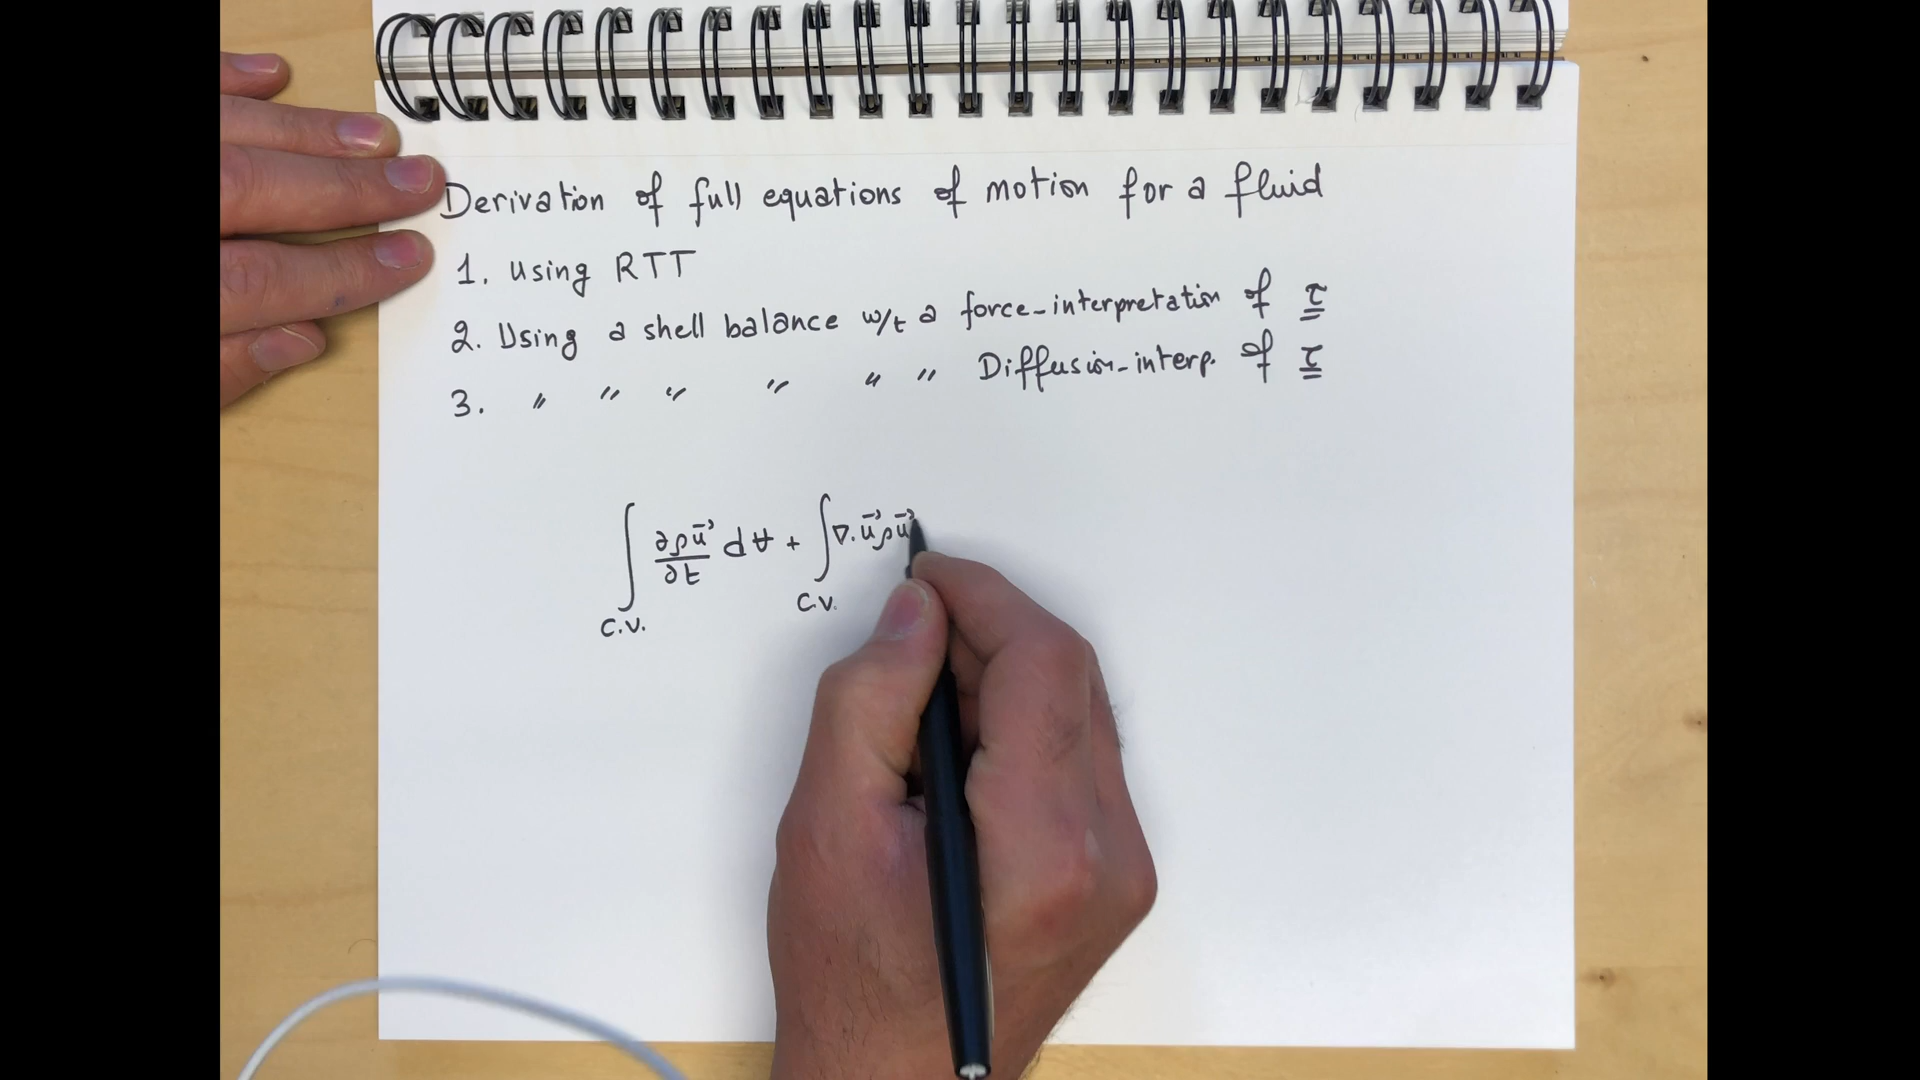 Derivation of full equations of motion for a fluid
1. Using RTT
2. Using a shell balance w/t a force-interpretation of τ
3. " " " " " " Diffusion-interp. of τ
∫ ∂ρu⃗/∂t dV + ∫ ∇.u⃗ρu⃗
C.V. C.V.